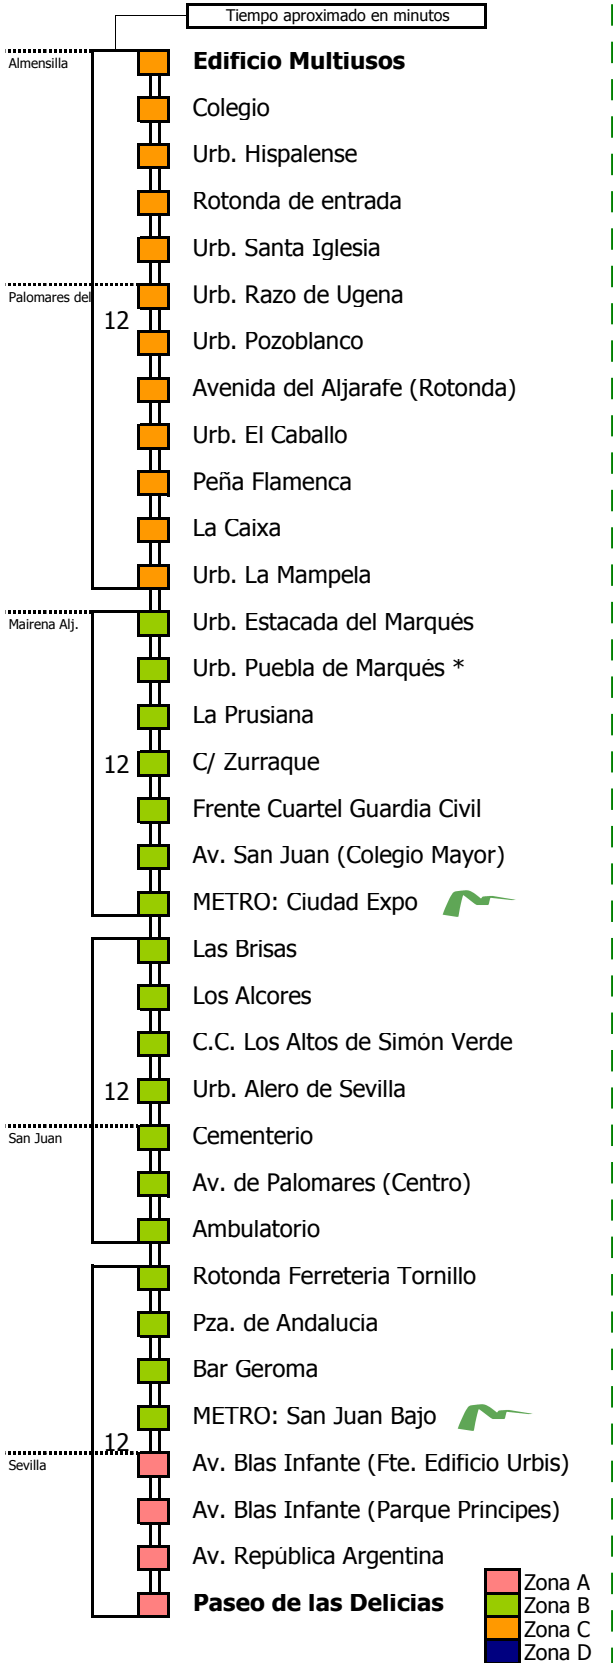 Tiempo aproximado en minutos
Almensilla
Edificio Multiusos
Colegio
Urb. Hispalense
Rotonda de entrada
Urb. Santa Iglesia
Palomares del
Urb. Razo de Ugena
12
Urb. Pozoblanco
Avenida del Aljarafe (Rotonda)
Urb. El Caballo
Peña Flamenca
La Caixa
Urb. La Mampela
Mairena Alj.
Urb. Estacada del Marqués
Urb. Puebla de Marqués *
La Prusiana
12
C/ Zurraque
Frente Cuartel Guardia Civil
Av. San Juan (Colegio Mayor)
METRO: Ciudad Expo
Las Brisas
Los Alcores
C.C. Los Altos de Simón Verde
12
Urb. Alero de Sevilla
San Juan
Cementerio
Av. de Palomares (Centro)
Ambulatorio
Rotonda Ferreteria Tornillo
Pza. de Andalucía
Bar Geroma
METRO: San Juan Bajo
12
Sevilla
Av. Blas Infante (Fte. Edificio Urbis)
Av. Blas Infante (Parque Principes)
Av. República Argentina
Paseo de las Delicias
Zona A
Zona B
Zona C
Zona D